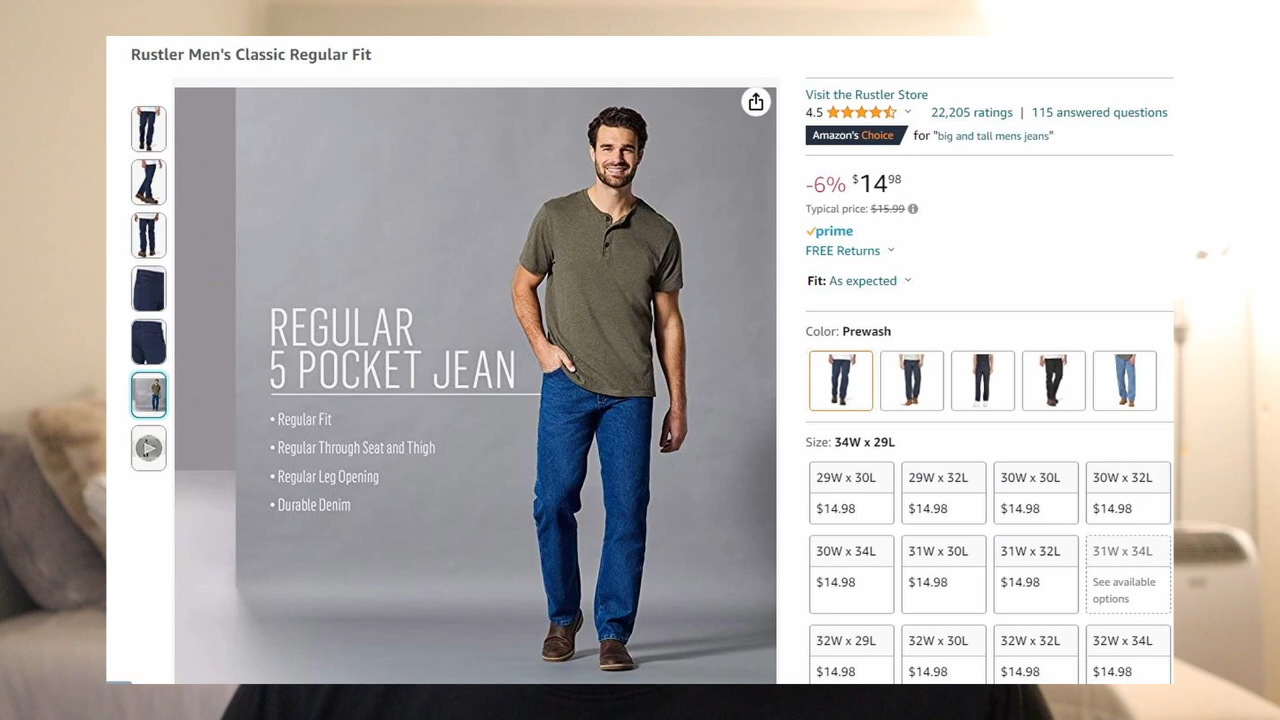 Rustler Men's Classic Regular Fit
REGULAR
5 POCKET JEAN
• Regular Fit
• Regular Through Seat and Thigh
• Regular Leg Opening
• Durable Denim
Visit the Rustler Store
4.5 22,205 ratings | 115 answered questions
Amazon's Choice for "big and tall mens jeans"
-6% $1498
Typical price: $15.99
prime
FREE Returns
Fit: As expected
Color: Prewash
Size: 34W x 29L
29W x 30L 29W x 32L 30W x 30L 30W x 32L
$14.98 $14.98 $14.98 $14.98
30W x 34L 31W x 30L 31W x 32L 31W x 34L
$14.98 $14.98 $14.98 See available
options
32W x 29L 32W x 30L 32W x 32L 32W x 34L
$14.98 $14.98 $14.98 $14.98